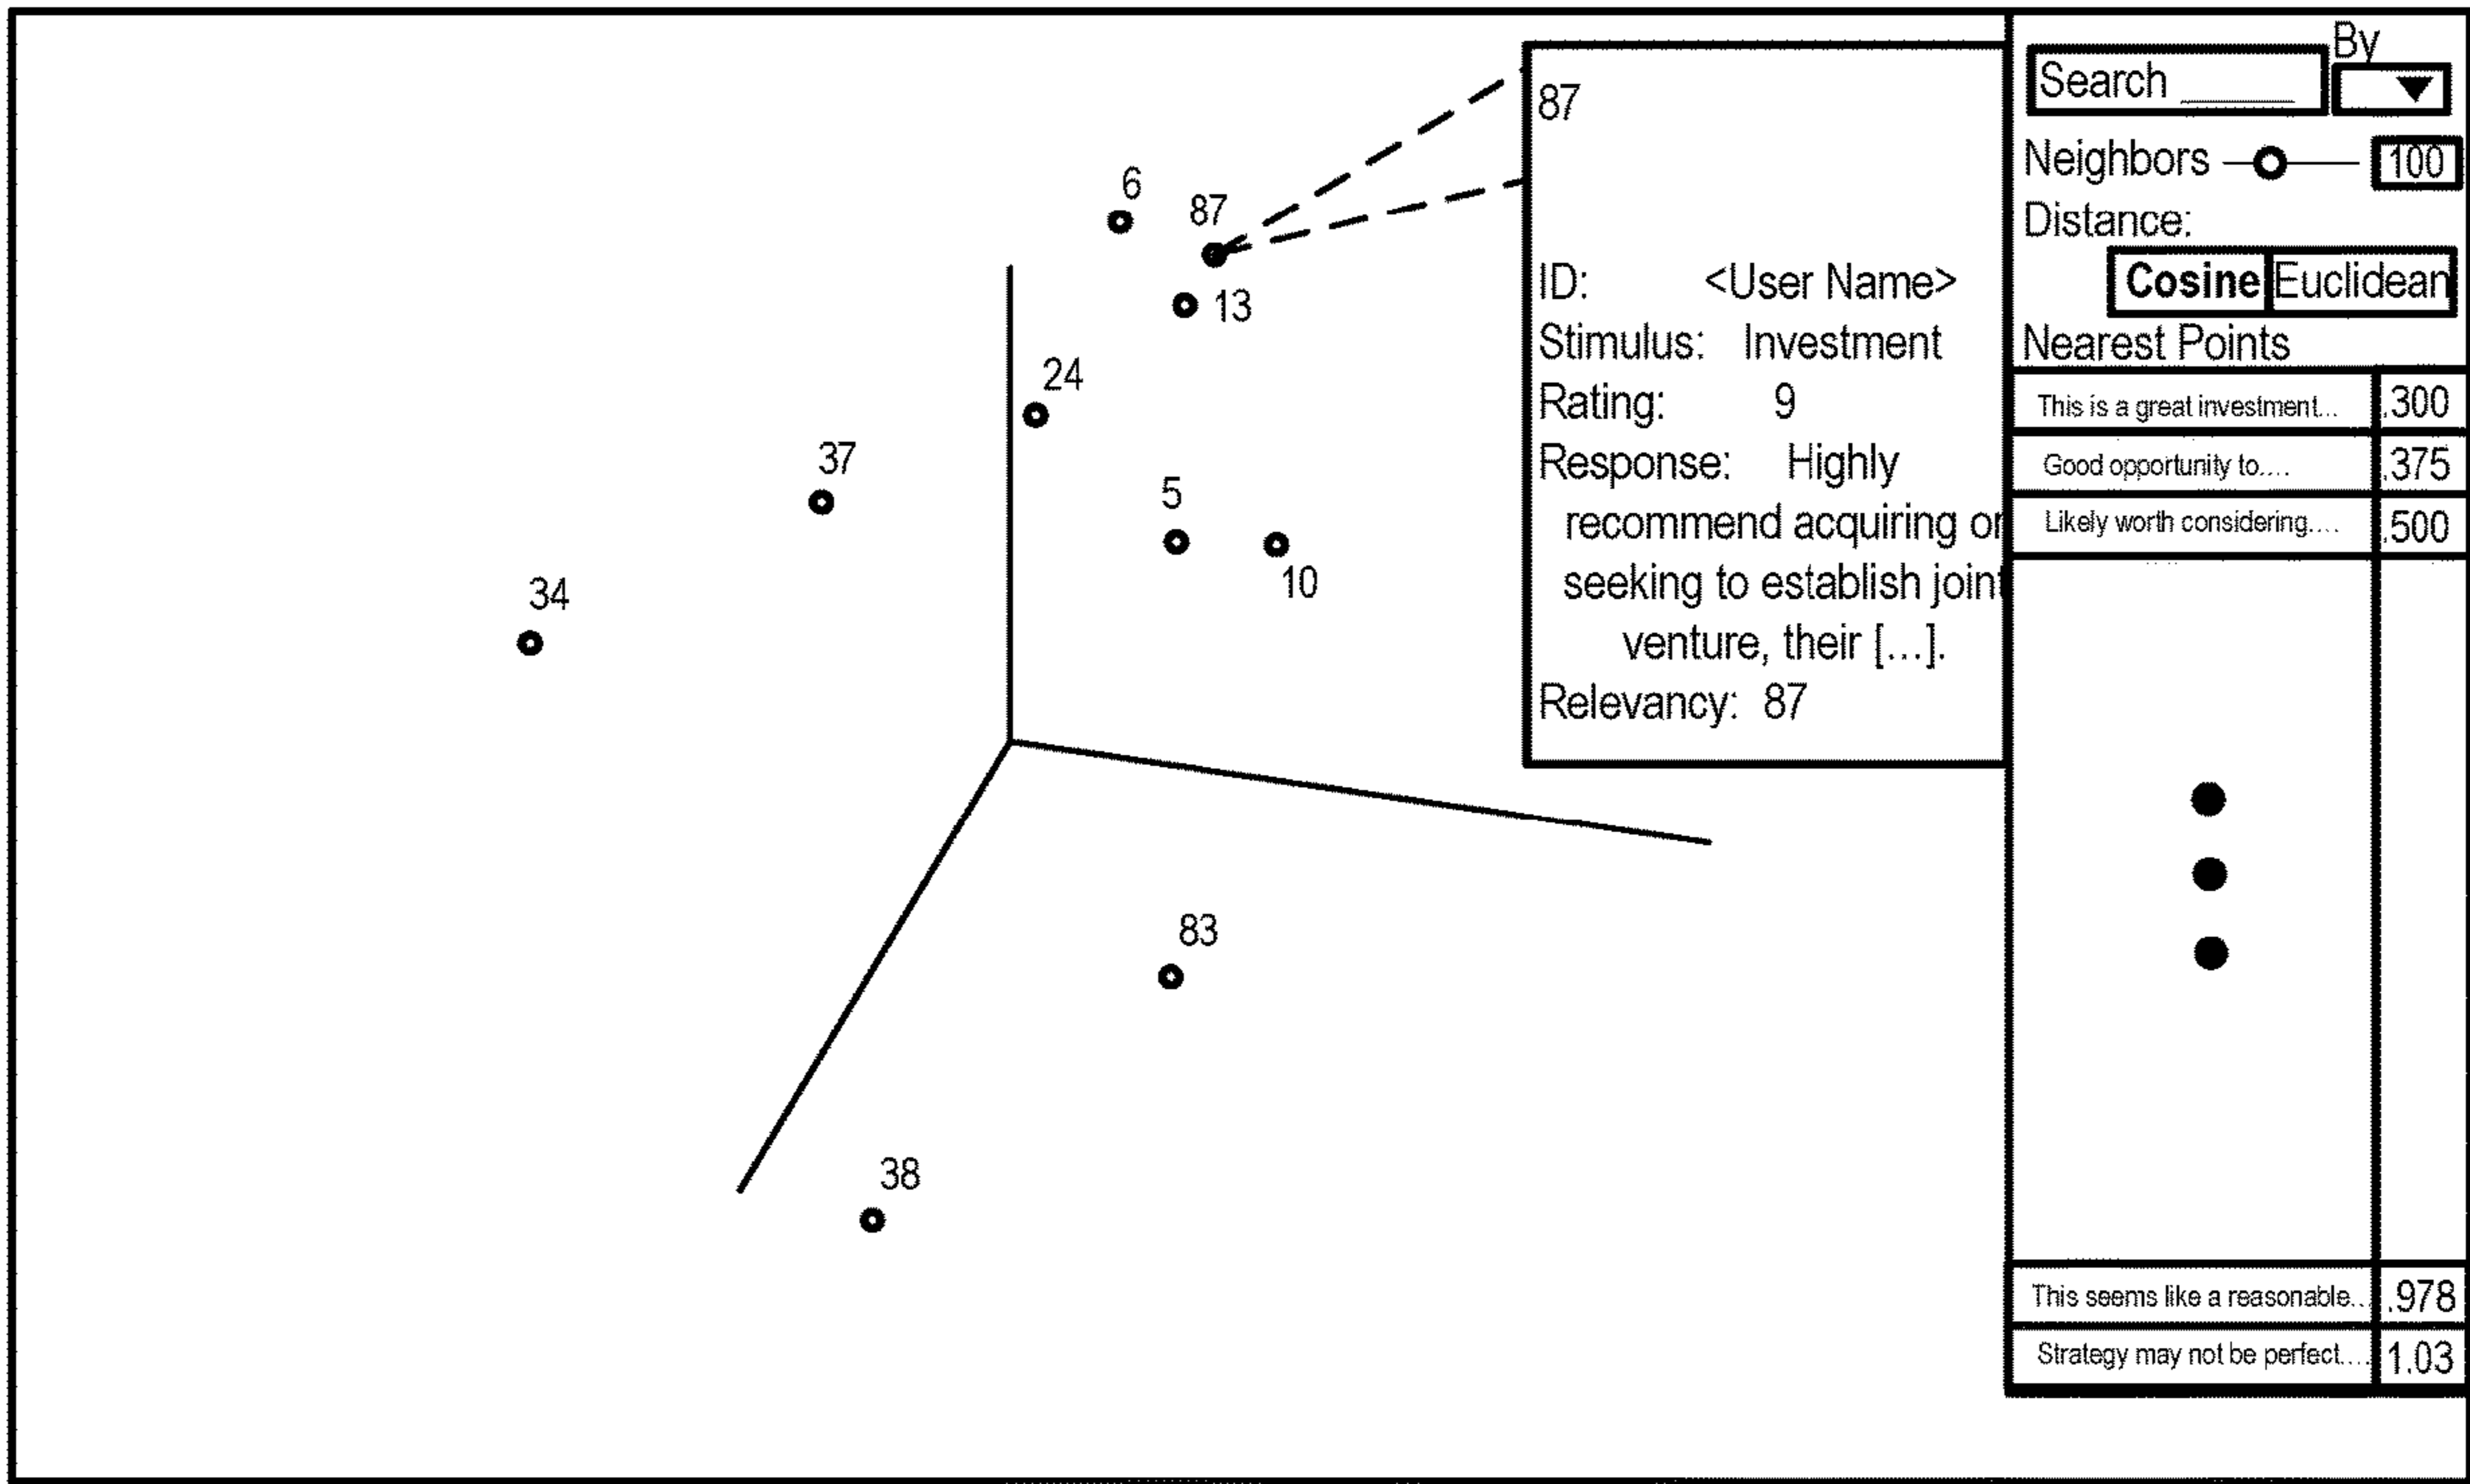 6
87
13
24
37
5
10
34
83
38
87
ID: <User Name>
Stimulus: Investment
Rating: 9
Response: Highly
recommend acquiring or
seeking to establish joint
venture, their [...].
Relevancy: 87
By
Search ______
Neighbors 100
Distance:
Cosine Euclidean
Nearest Points
This is a great investment... .300
Good opportunity to.... .375
Likely worth considering.... .500
This seems like a reasonable... .978
Strategy may not be perfect.... 1.03